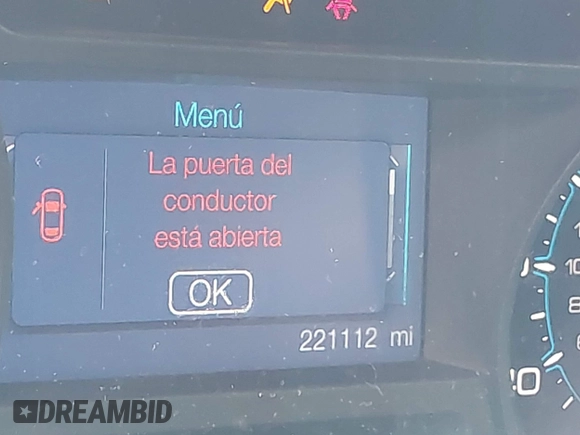 Menú
La puerta del
conductor
está abierta
OK
221112 mi
DREAMBID